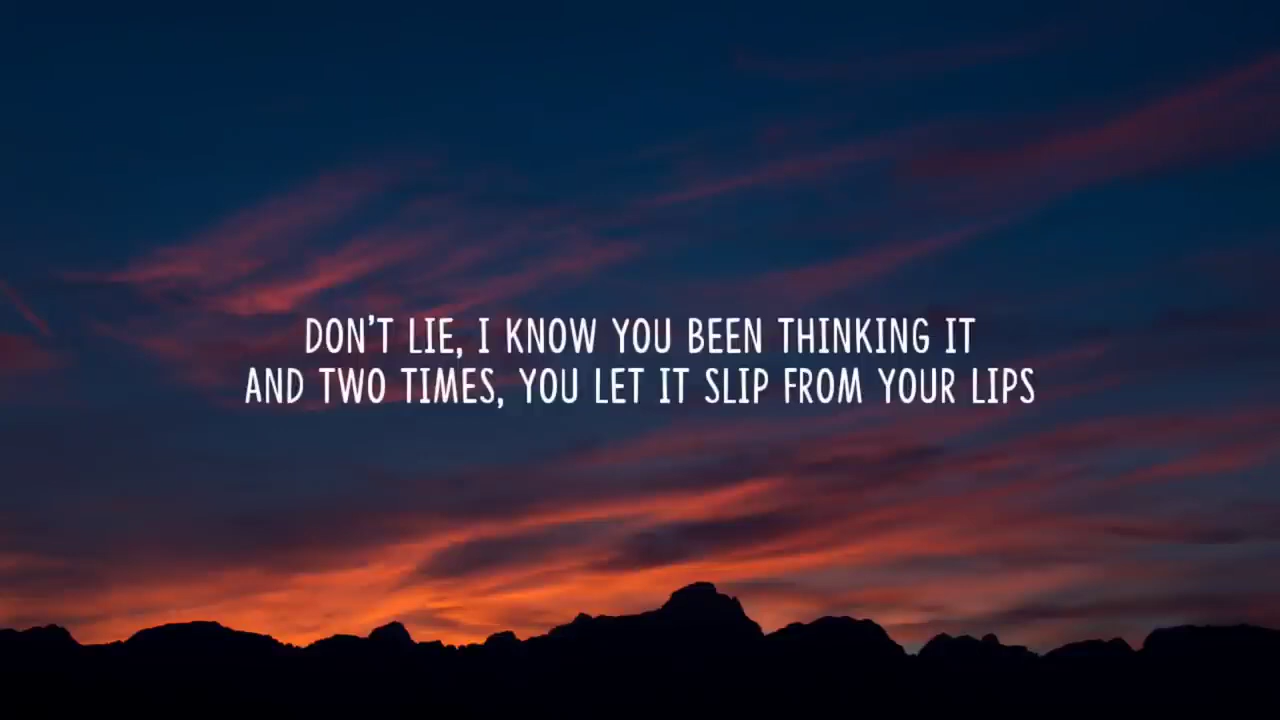 DON'T LIE, I KNOW YOU BEEN THINKING IT
AND TWO TIMES, YOU LET IT SLIP FROM YOUR LIPS